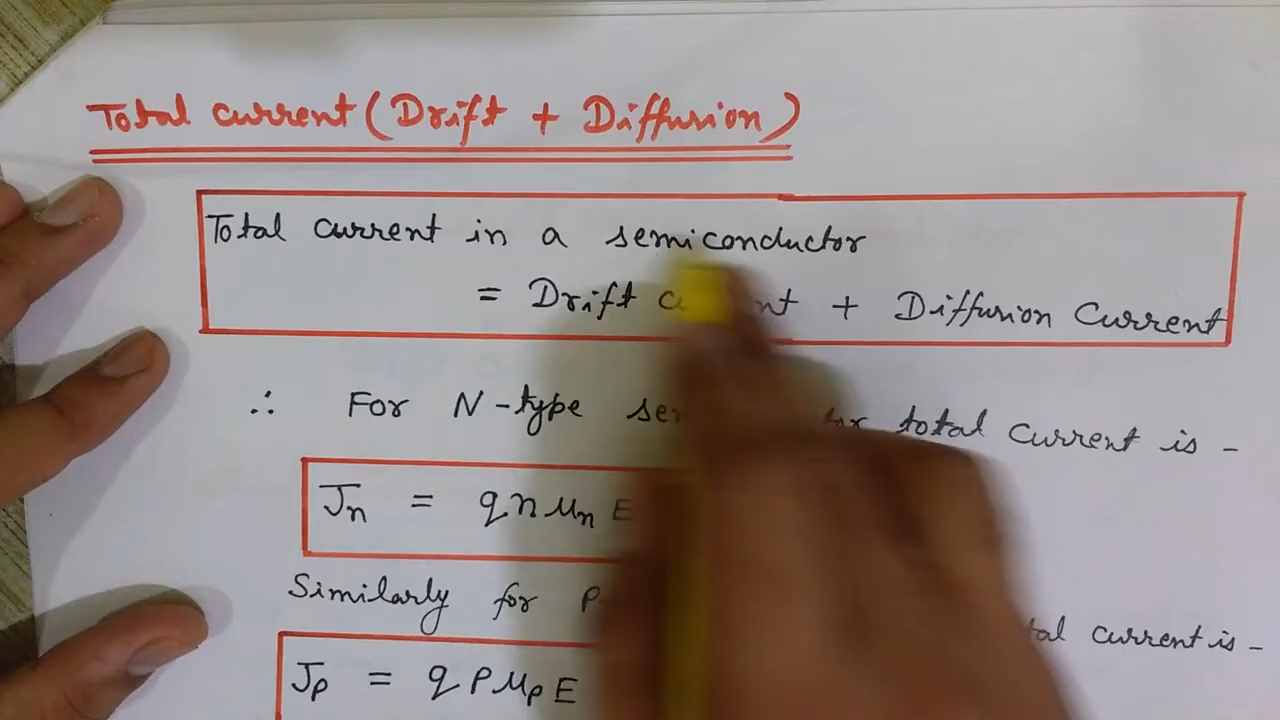 Total current (Drift + Diffusion)
Total current in a semiconductor
= Drift current + Diffusion Current
∴ For N-type total current is -
Jn = qnμn E
Similarly for P- current is -
Jp = qpμp E